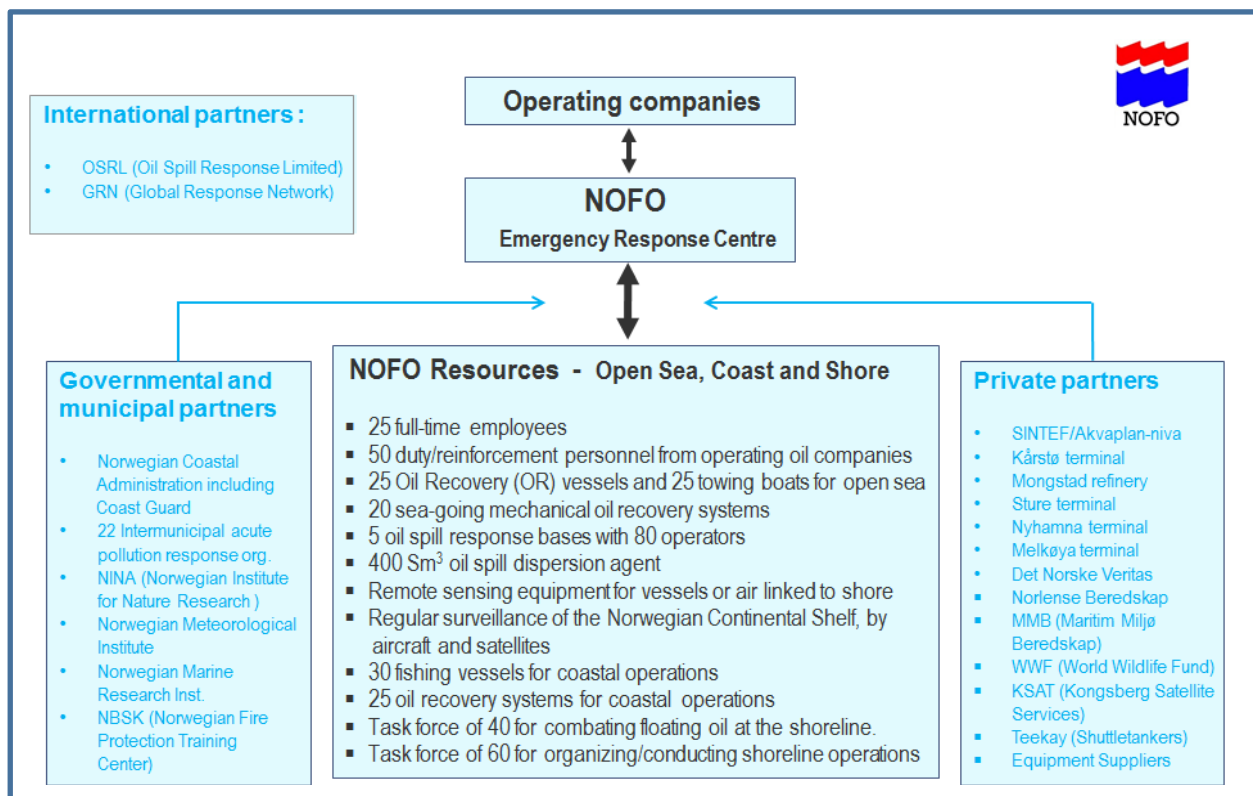 NOFO
International partners :
• OSRL (Oil Spill Response Limited)
• GRN (Global Response Network)
Operating companies
NOFO
Emergency Response Centre
Governmental and
municipal partners
• Norwegian Coastal
Administration including
Coast Guard
• 22 Intermunicipal acute
pollution response org.
• NINA (Norwegian Institute
for Nature Research )
• Norwegian Meteorological
Institute
• Norwegian Marine
Research Inst.
• NBSK (Norwegian Fire
Protection Training
Center)
NOFO Resources - Open Sea, Coast and Shore
▪ 25 full-time employees
▪ 50 duty/reinforcement personnel from operating oil companies
▪ 25 Oil Recovery (OR) vessels and 25 towing boats for open sea
▪ 20 sea-going mechanical oil recovery systems
▪ 5 oil spill response bases with 80 operators
▪ 400 Sm³ oil spill dispersion agent
▪ Remote sensing equipment for vessels or air linked to shore
▪ Regular surveillance of the Norwegian Continental Shelf, by
aircraft and satellites
▪ 30 fishing vessels for coastal operations
▪ 25 oil recovery systems for coastal operations
▪ Task force of 40 for combating floating oil at the shoreline.
▪ Task force of 60 for organizing/conducting shoreline operations
Private partners
• SINTEF/Akvaplan-niva
• Kårstø terminal
• Mongstad refinery
• Sture terminal
• Nyhamna terminal
• Melkøya terminal
• Det Norske Veritas
▪ Norlense Beredskap
▪ MMB (Maritim Miljø
Beredskap)
▪ WWF (World Wildlife Fund)
▪ KSAT (Kongsberg Satellite
Services)
▪ Teekay (Shuttletankers)
▪ Equipment Suppliers